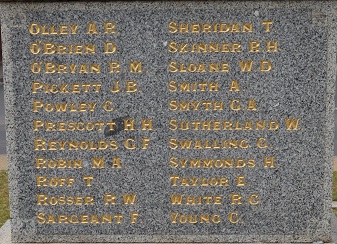 OLLEY A.R.
O'BRIEN D.
O'BRYAN R.M.
PICKETT J.B.
POWLEY C.
PRESCOTT H.H.
REYNOLDS C.F.
ROBIN M.A.
ROFF T.
ROSSER R.W.
SARGEANT F.
SHERIDAN T.
SKINNER R.H.
SLOANE W.D.
SMITH A.
SMYTH C.A.
SUTHERLAND W.
SWALLING C.
SYMMONDS H.
TAYLOR E.
WHITE R.C.
YOUNG C.